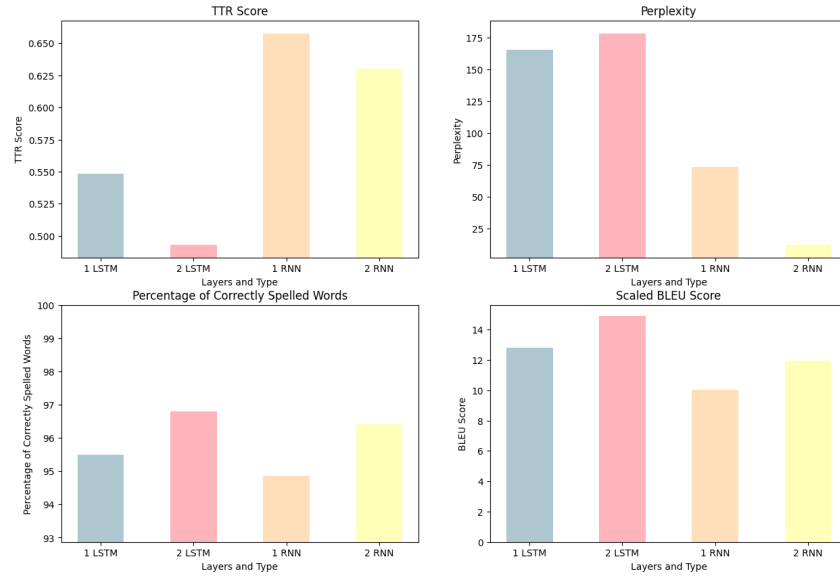 TTR Score
TTR Score
0.650
0.625
0.600
0.575
0.550
0.525
0.500
1 LSTM 2 LSTM 1 RNN 2 RNN
Layers and Type
Perplexity
Perplexity
175
150
125
100
75
50
25
1 LSTM 2 LSTM 1 RNN 2 RNN
Layers and Type
Percentage of Correctly Spelled Words
Percentage of Correctly Spelled Words
100
99
98
97
96
95
94
93
1 LSTM 2 LSTM 1 RNN 2 RNN
Layers and Type
Scaled BLEU Score
BLEU Score
14
12
10
8
6
4
2
0
1 LSTM 2 LSTM 1 RNN 2 RNN
Layers and Type